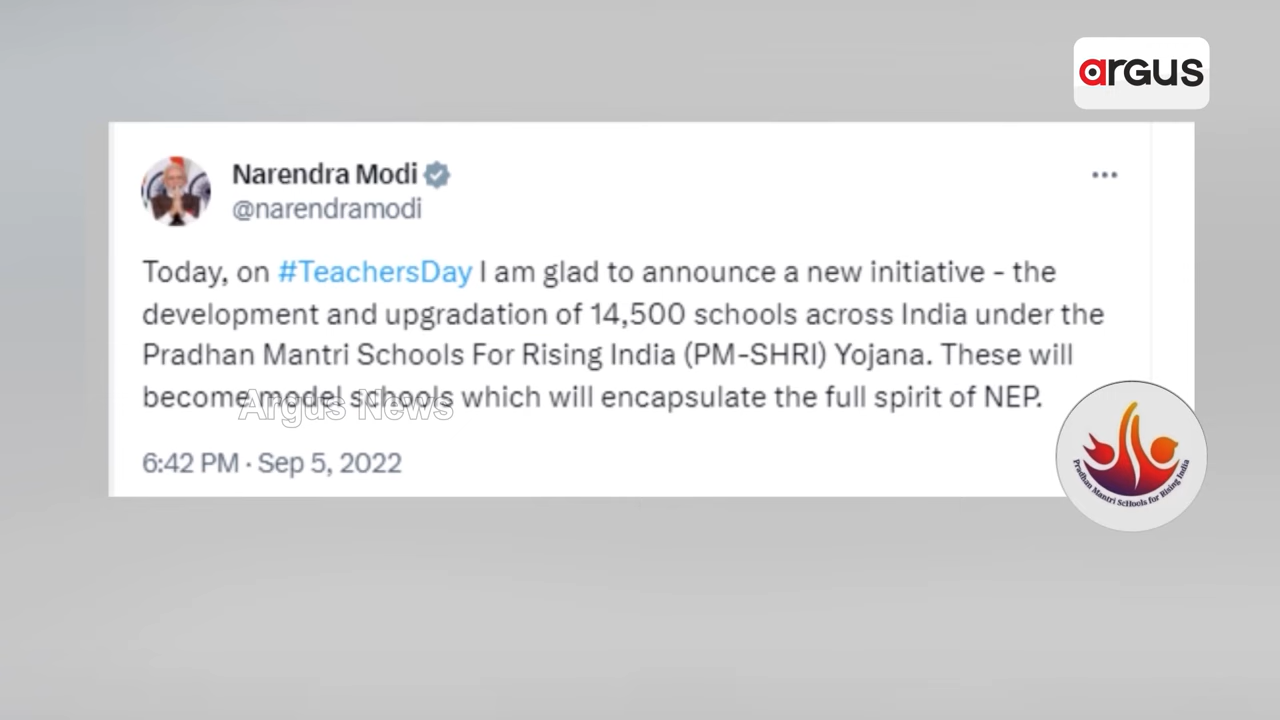 argus
Narendra Modi
@narendramodi
Today, on #TeachersDay I am glad to announce a new initiative - the
development and upgradation of 14,500 schools across India under the
Pradhan Mantri Schools For Rising India (PM-SHRI) Yojana. These will
become model schools which will encapsulate the full spirit of NEP.
Argus News
6:42 PM · Sep 5, 2022
Pradhan Mantri ScHools for Rising India